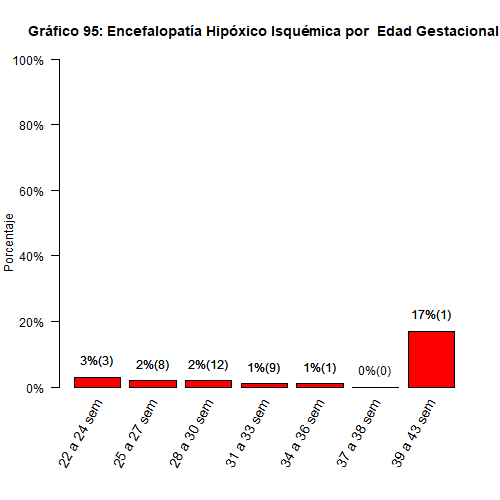 Gráfico 95: Encefalopatía Hipóxico Isquémica por  Edad Gestacional
100%
80%
60%
40%
20%
0%
Porcentaje
3%(3)
2%(8)
2%(12)
1%(9)
1%(1)
0%(0)
17%(1)
22 a 24 sem
25 a 27 sem
28 a 30 sem
31 a 33 sem
34 a 36 sem
37 a 38 sem
39 a 43 sem